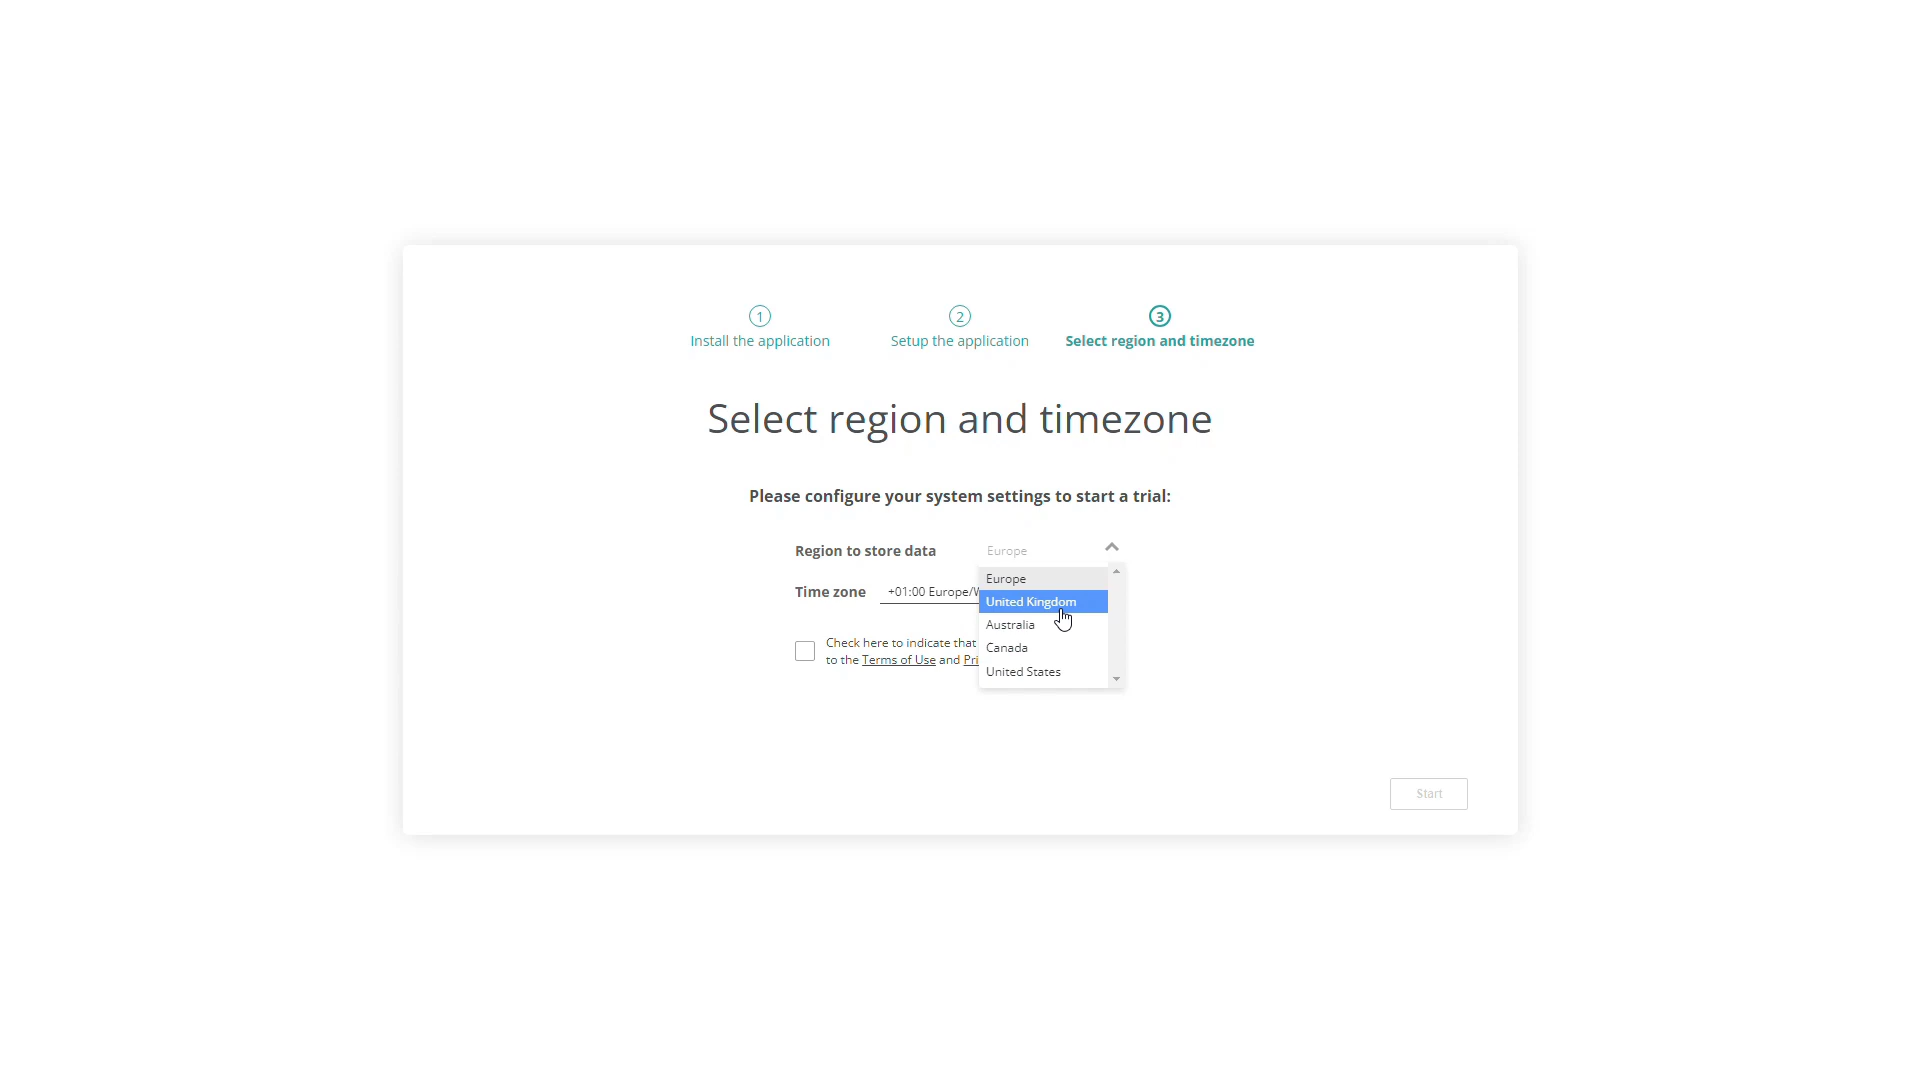 1
Install the application
2
Setup the application
3
Select region and timezone
Select region and timezone
Please configure your system settings to start a trial:
Region to store data
Europe
Time zone
+01:00 Europe/
Europe
United Kingdom
Australia
Canada
United States
Check here to indicate that
to the Terms of Use and
Start